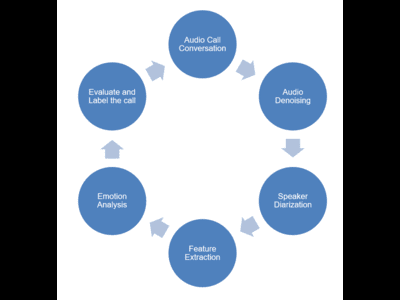 Audio Call
Conversation
Audio
Denoising
Speaker
Diarization
Feature
Extraction
Emotion
Analysis
Evaluate and
Label the call